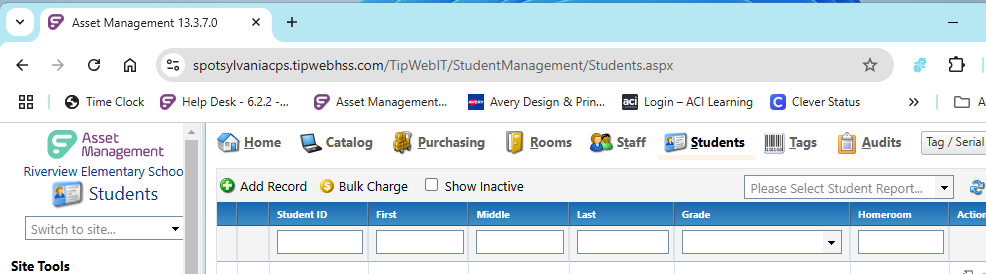 Asset Management 13.3.7.0
spotsylvaniacps.tipwebhss.com/TipWebIT/StudentManagement/Students.aspx
Time Clock Help Desk - 6.2.2 -... Asset Management... AVERY Avery Design & Prin... aci Login – ACI Learning C Clever Status » A
Asset
Management
Riverview Elementary Schoo
Students
Switch to site...
Site Tools
Home Catalog Purchasing Rooms Staff Students Tags Audits Tag / Serial
Add Record Bulk Charge Show Inactive Please Select Student Report...
Student ID First Middle Last Grade Homeroom Action